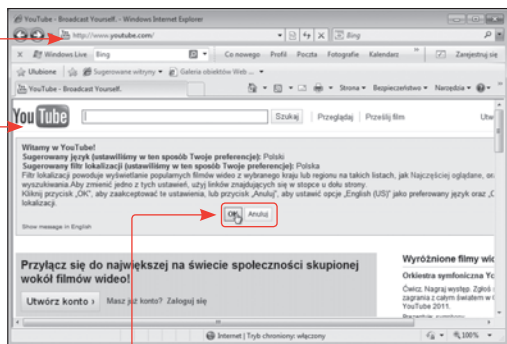 YouTube - Broadcast Yourself. - Windows Internet Explorer
http://www.youtube.com/
Bing
X Windows Live Bing Co nowego Profil Poczta Fotografie Kalendarz Zarejestruj się
Ulubione Sugerowane witryny Galeria obiektów Web ...
YouTube - Broadcast Yourself. Strona Bezpieczeństwo Narzędzia
You Tube Szukaj Przeglądaj Prześlij film Utw
Witamy w YouTube!
Sugerowany język (ustawiliśmy w ten sposób Twoje preferencje): Polski
Sugerowany filtr lokalizacji (ustawiliśmy w ten sposób Twoje preferencje): Polska
Filtr lokalizacji powoduje wyświetlanie popularnych filmów wideo z wybranego kraju lub regionu na takich listach, jak Najczęściej oglądane, or
wyszukiwania.Aby zmienić jedno z tych ustawień, użyj linków znajdujących się w stopce u dołu strony.
Kliknij przycisk „OK”, aby zaakceptować te ustawienia, lub przycisk „Anuluj”, aby ustawić opcje „English (US)” jako preferowany język oraz „C
lokalizacji.
OK Anuluj
Show message in English
Przyłącz się do największej na świecie społeczności skupionej
wokół filmów wideo!
Utwórz konto › Masz już konto? Zaloguj się
Wyróżnione filmy wid
Orkiestra symfoniczna Yo
Ćwicz. Nagraj występ. Zgłoś
zagrania z całym światem w
YouTube 2011.
Internet | Tryb chroniony: włączony 100%